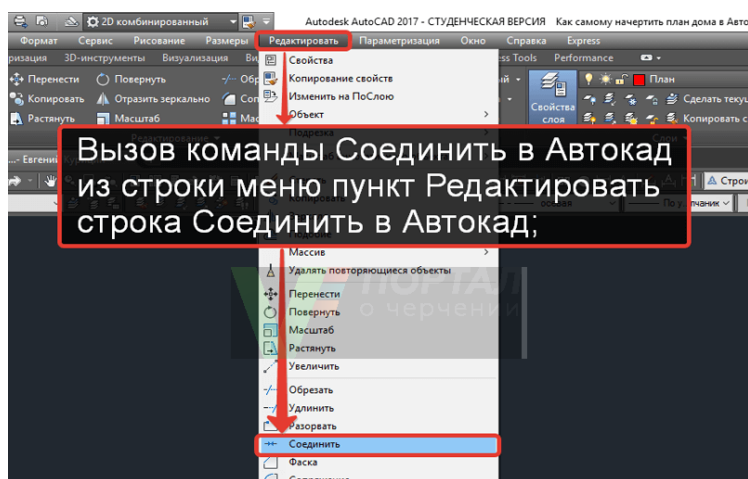 2D комбинированный Autodesk AutoCAD 2017 - СТУДЕНЧЕСКАЯ ВЕРСИЯ Как самому начертить план дома в Авто
Формат Сервис Рисование Размеры Редактировать Параметризация Окно Справка Express
3D-инструменты Визуализация ess Tools Performance
Свойства
Перенести Повернуть Копирование свойств План
Копировать Отразить зеркально Изменить на ПоСлою Свойства Сделать теку
Растянуть Масштаб Объект слоя Копировать с
Вызов команды Соединить в Автокад
из строки меню пункт Редактировать
строка Соединить в Автокад;
Массив
Удалять повторяющиеся объекты
ПОРТАЛ
Перенести
о черчении
Повернуть
Масштаб
Растянуть
Увеличить
Обрезать
Удлинить
Разорвать
Соединить
Фаска